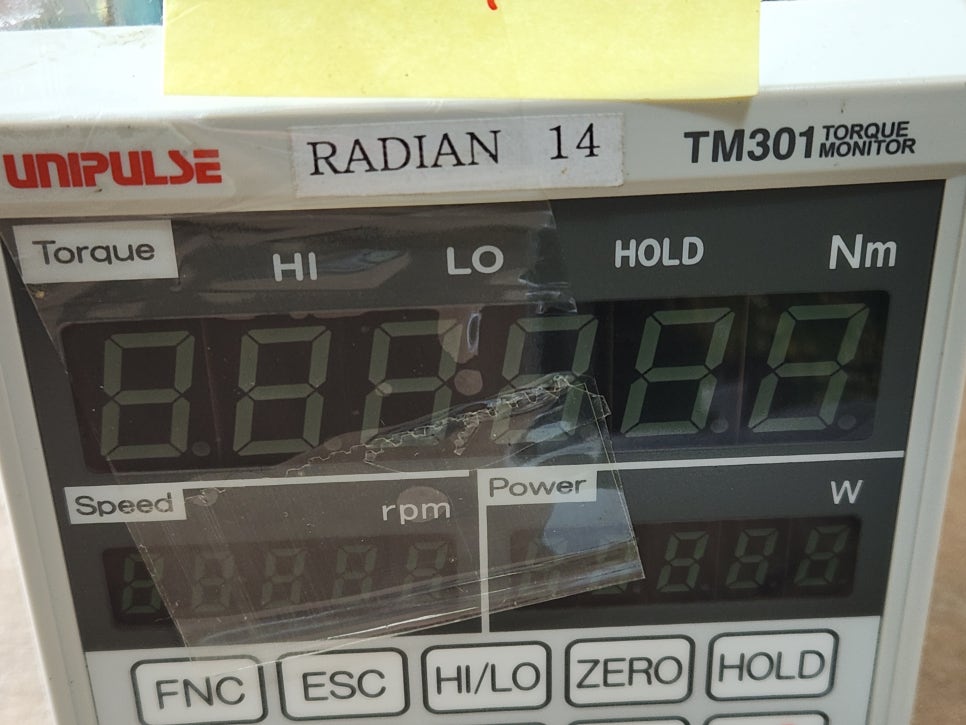 UNIPULSE RADIAN 14 TM301 TORQUE MONITOR
Torque HI LO HOLD Nm
Speed rpm Power W
FNC ESC HI/LO ZERO HOLD